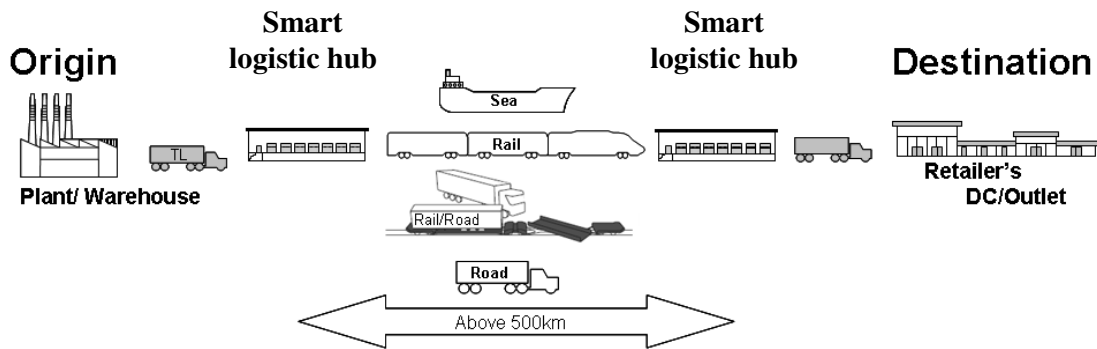 Smart
logistic hub
Smart
logistic hub
Origin
Destination
Sea
TL
Rail
Plant/ Warehouse
Retailer's
DC/Outlet
Rail/Road
Road
Above 500km